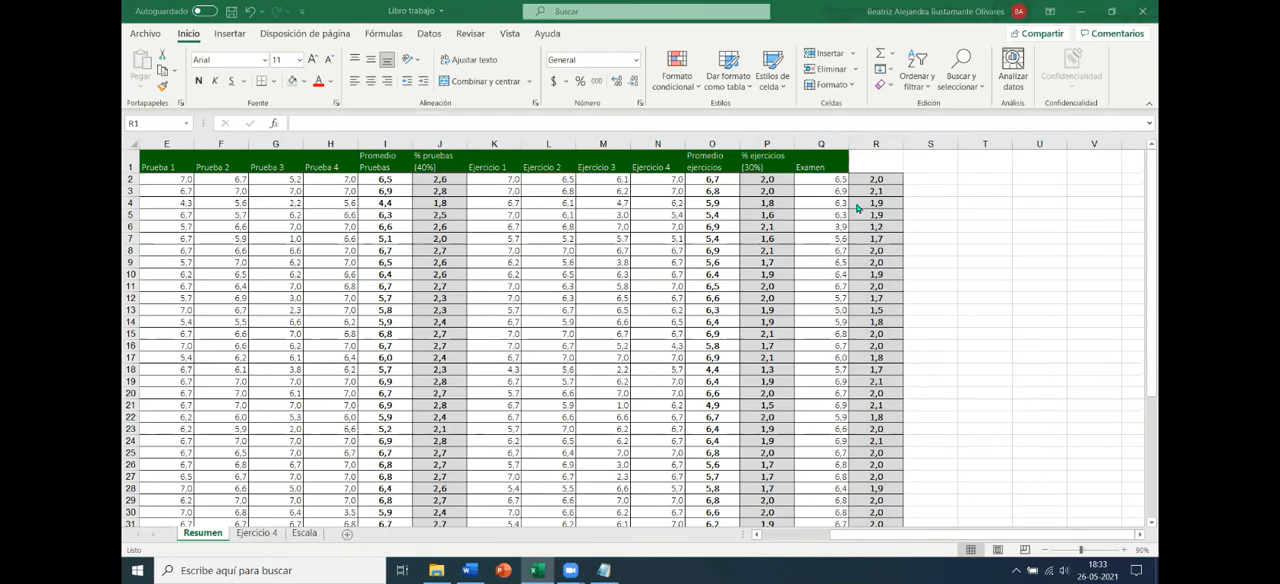 Autoguardado
Libro trabajo
Buscar
Beatriz Alejandra Bustamante Olivares BA
Archivo Inicio Insertar Disposición de página Fórmulas Datos Revisar Vista Ayuda Compartir Comentarios
Pegar Arial 11 Ajustar texto General Formato condicional Dar formato como tabla Estilos de celda Insertar Eliminar Formato Ordenar y filtrar Buscar y seleccionar Analizar datos Confidencialidad
N K S Combinar y centrar $ % 000
Portapapeles Fuente Alineación Número Estilos Celdas Edición Análisis Confidencialidad
R1 fx
E F G H I J K L M N O P Q R S T U V
1 Prueba 1 Prueba 2 Prueba 3 Prueba 4 Promedio Pruebas % pruebas (40%) Ejercicio 1 Ejercicio 2 Ejercicio 3 Ejercicio 4 Promedio ejercicios % ejercicios (30%) Examen
2 7,0 6,7 5,2 7,0 6,5 2,6 7,0 6,5 6,1 7,0 6,7 2,0 6,5 2,0
3 6,7 7,0 7,0 7,0 6,9 2,8 7,0 6,8 6,2 7,0 6,8 2,0 6,9 2,1
4 4,3 5,6 2,2 5,6 4,4 1,8 6,7 6,1 4,7 6,2 5,9 1,8 6,3 1,9
5 6,7 6,2 5,6 7,0 6,3 2,5 7,0 6,1 3,0 5,4 5,4 1,6 6,3 1,9
6 5,7 6,6 7,0 7,0 6,6 2,6 6,7 6,8 7,0 7,0 6,9 2,1 3,9 1,2
7 6,7 5,9 1,0 6,6 5,1 2,0 5,7 5,2 5,7 5,1 5,4 1,6 5,6 1,7
8 6,7 6,6 6,6 7,0 6,7 2,7 7,0 7,0 6,7 7,0 6,9 2,1 6,7 2,0
9 5,7 7,0 6,2 7,0 6,5 2,6 6,2 5,6 3,8 6,7 5,6 1,7 6,5 2,0
10 6,2 7,0 6,2 6,6 6,4 2,6 6,2 6,5 6,3 6,7 6,4 1,9 6,4 1,9
11 6,7 6,4 7,0 6,8 6,7 2,7 7,0 6,3 5,8 7,0 6,5 2,0 6,7 2,0
12 5,7 6,9 3,0 7,0 5,7 2,3 7,0 6,3 6,5 7,0 6,6 2,0 5,7 1,7
13 7,0 6,7 2,3 7,0 5,8 2,3 5,7 6,7 6,5 6,2 6,3 1,9 5,0 1,5
14 5,4 5,5 6,6 6,2 5,9 2,4 6,7 5,9 6,6 6,4 6,4 1,9 5,9 1,8
15 6,7 6,6 7,0 6,8 6,8 2,7 7,0 7,0 7,0 6,7 6,9 2,1 6,8 2,0
16 7,0 6,6 6,2 7,0 6,7 2,7 7,0 6,7 5,2 4,3 5,8 1,7 6,7 2,0
17 5,7 6,2 6,1 6,4 6,0 2,4 6,7 7,0 7,0 7,0 6,9 2,1 6,0 1,8
18 6,7 6,1 3,8 6,2 5,7 2,3 4,3 5,6 2,2 5,7 4,4 1,3 5,7 1,7
19 6,7 7,0 7,0 7,0 6,9 2,8 6,7 6,7 6,2 7,0 6,4 1,9 6,9 2,1
20 6,7 7,0 6,2 7,0 6,7 2,7 5,7 6,6 7,0 7,0 6,6 2,0 6,7 2,0
21 6,7 7,0 7,0 7,0 6,9 2,8 6,7 5,9 1,0 6,2 4,9 1,5 6,9 2,1
22 6,2 6,0 5,3 6,0 5,9 2,4 6,7 6,6 6,6 6,7 6,7 2,0 5,9 1,8
23 6,2 5,9 2,0 6,6 5,2 2,1 5,7 7,0 6,2 6,7 6,4 1,9 6,6 2,0
24 6,7 7,0 7,0 7,0 6,9 2,8 6,2 6,5 6,2 7,0 6,4 1,9 6,9 2,1
25 6,7 6,6 6,2 7,0 6,7 2,7 6,7 6,4 7,0 7,0 6,8 2,0 6,7 2,0
26 6,7 6,8 6,7 7,0 6,8 2,7 5,7 6,9 3,0 6,7 5,6 1,7 6,8 2,0
27 6,5 6,7 7,0 7,0 6,8 2,7 7,0 6,7 2,3 6,7 5,7 1,7 6,8 2,0
28 7,0 6,6 5,0 7,0 6,4 2,6 5,4 5,5 6,6 5,7 5,8 1,7 6,4 1,9
29 6,2 7,0 7,0 7,0 6,8 2,7 6,7 6,6 7,0 7,0 6,8 2,0 6,8 2,0
30 7,0 6,8 6,4 3,5 5,9 2,4 7,0 6,6 6,2 7,0 6,7 2,0 6,8 2,0
31 6,7 6,7 7,0 6,8 6,7 2,7 5,4 6,2 6,1 7,0 6,2 1,9 6,7 2,0
Resumen Ejercicio 4 Escala
Listo 90%
Escribe aquí para buscar 18:33
26-05-2021